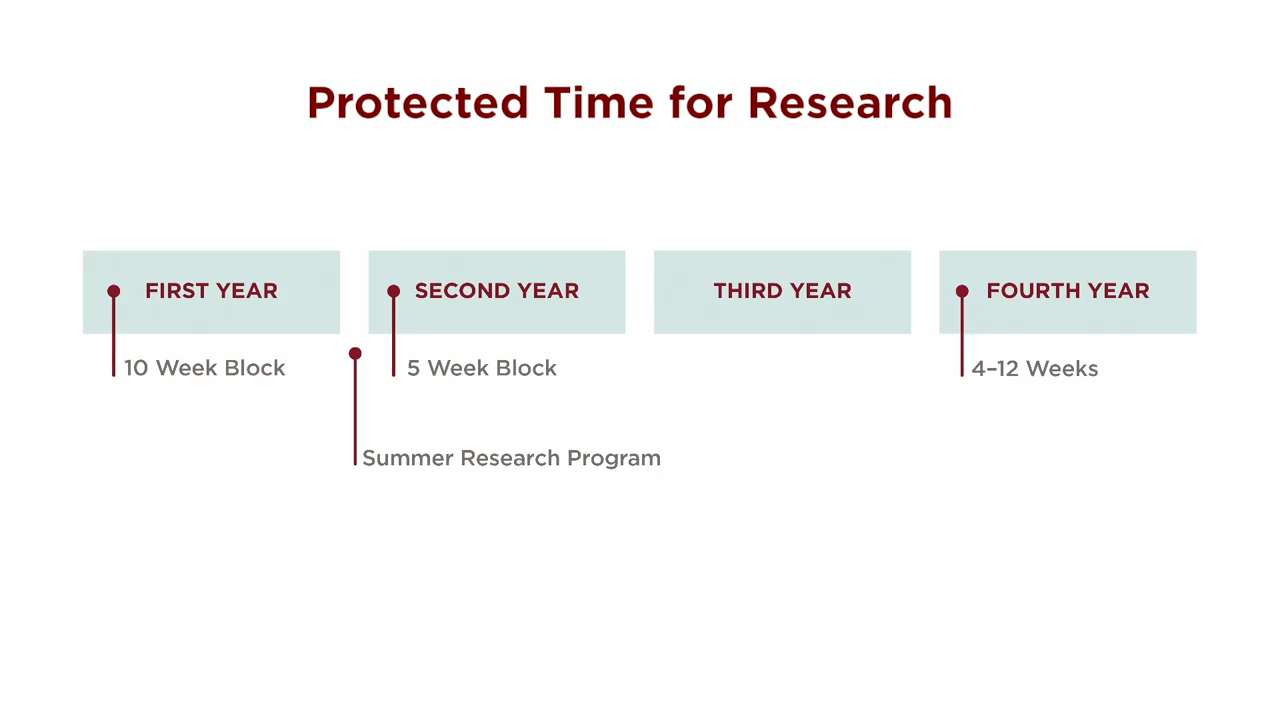 Protected Time for Research
FIRST YEAR
SECOND YEAR
THIRD YEAR
FOURTH YEAR
10 Week Block
5 Week Block
4–12 Weeks
Summer Research Program